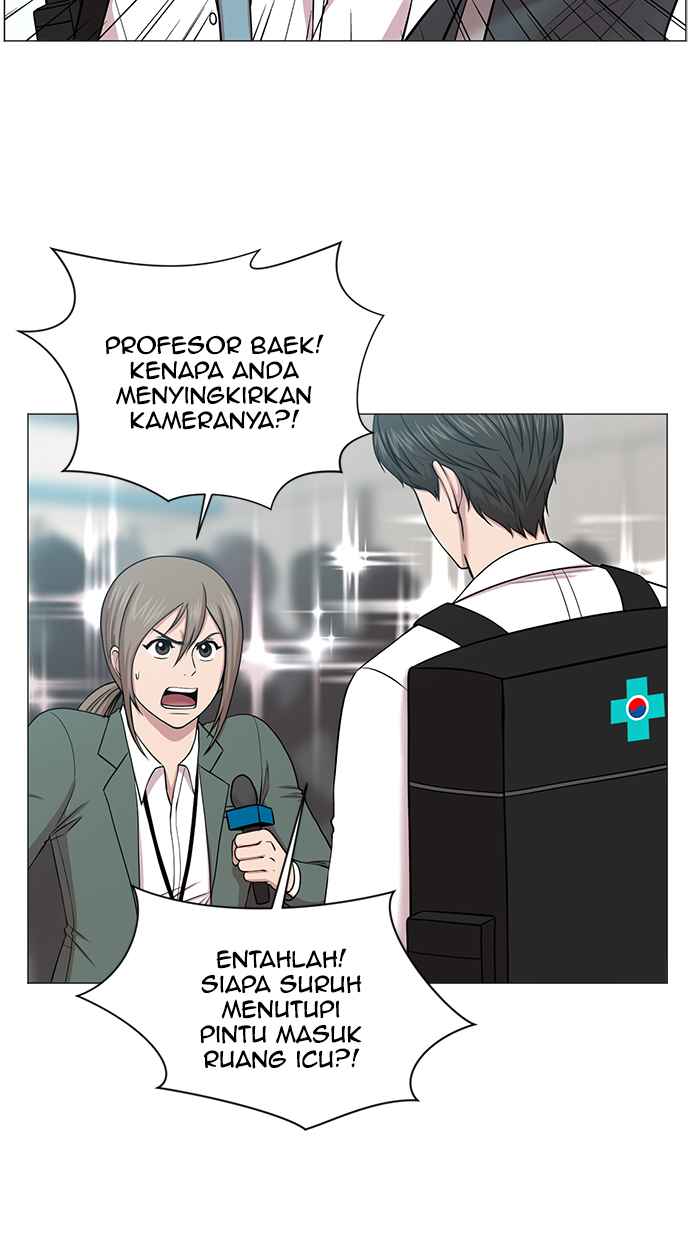 PROFESOR BAEK!
KENAPA ANDA
MENYINGKIRKAN
KAMERANYA?!
ENTAHLAH!
SIAPA SURUH
MENUTUPI
PINTU MASUK
RUANG ICU?!